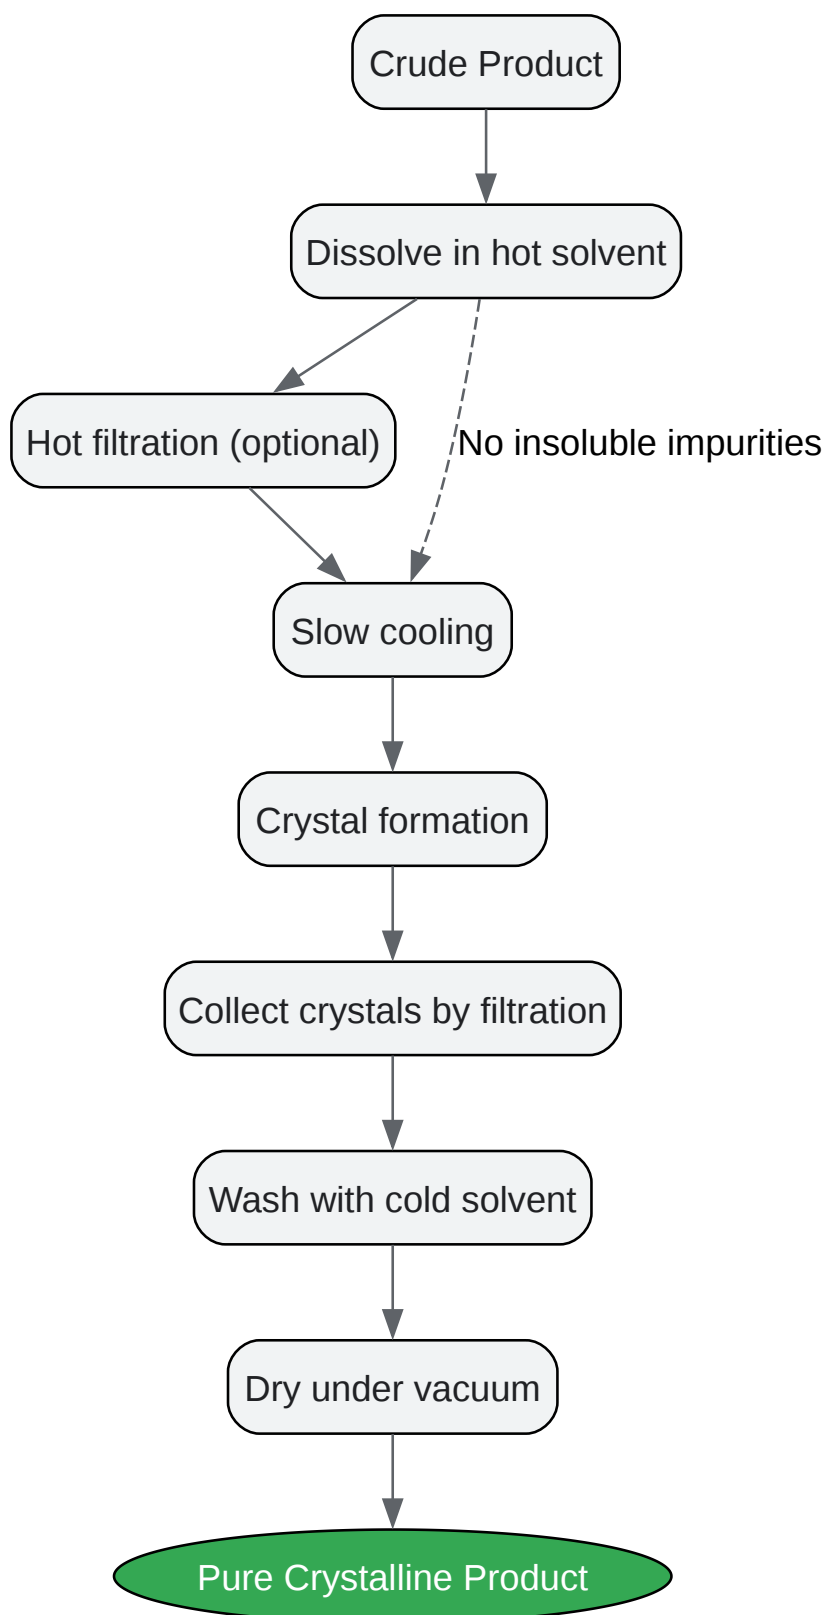 Crude Product
Dissolve in hot solvent
Hot filtration (optional)
No insoluble impurities
Slow cooling
Crystal formation
Collect crystals by filtration
Wash with cold solvent
Dry under vacuum
Pure Crystalline Product